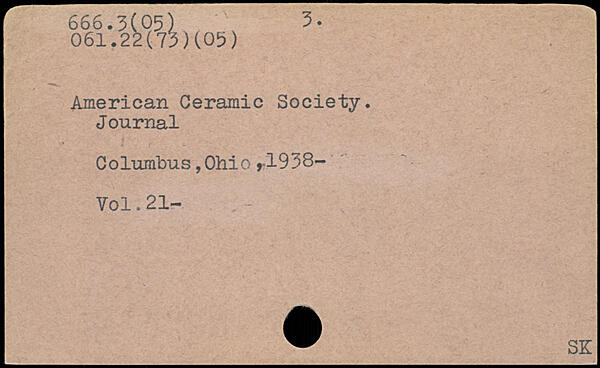 666.3(05) 3.
061.22(73)(05)
American Ceramic Society.
Journal
Columbus,Ohio,1938-
Vol.21-
SK